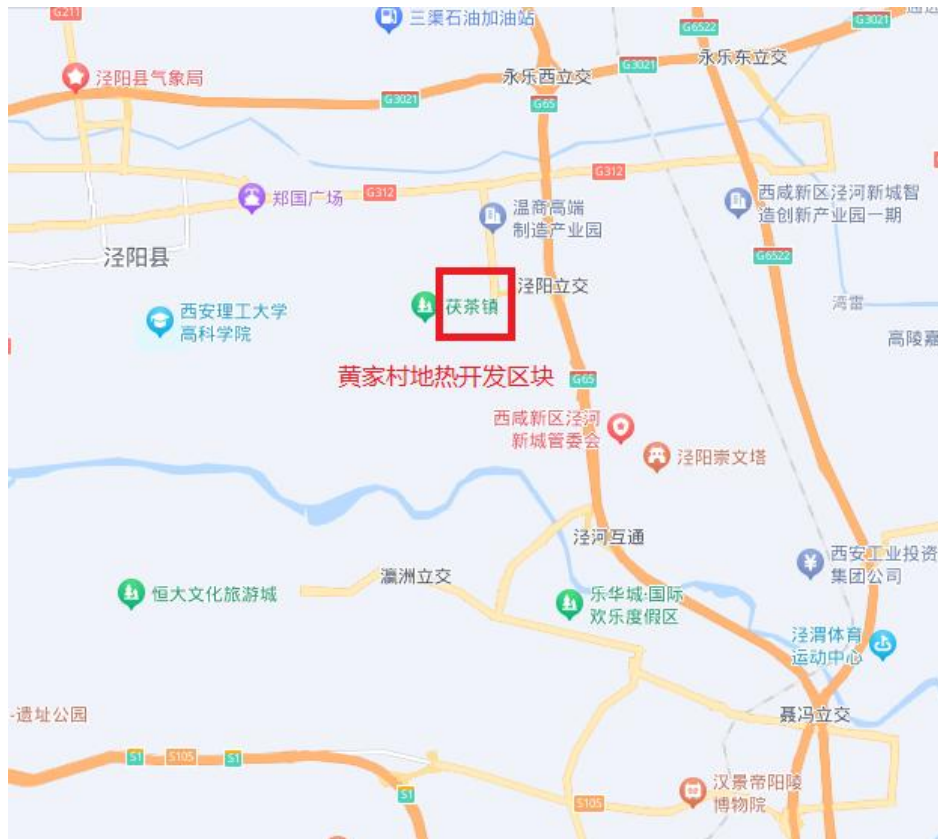 G211
三渠石油加油站
G6522
G3021
永乐东立交
G3021
永乐西立交
泾阳县气象局
G3021
G65
G312
郑国广场
G312
温商高端
制造产业园
西咸新区泾河新城智
造创新产业园一期
泾阳县
G6522
泾阳立交
茯茶镇
湾雷
西安理工大学
高科学院
高陵嘉
黄家村地热开发区块
G65
西咸新区泾河
新城管委会
泾阳崇文塔
泾河互通
西安工业投资
集团公司
瀛洲立交
恒大文化旅游城
乐华城·国际
欢乐度假区
泾渭体育
运动中心
-遗址公园
聂冯立交
S1
S105
S1
S1
S105
汉景帝阳陵
博物院